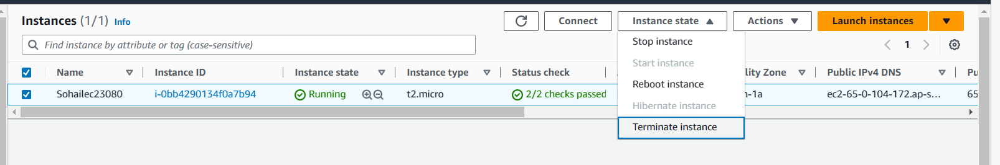 Instances (1/1) Info
Connect
Instance state
Actions
Launch instances
Find instance by attribute or tag (case-sensitive)
1
Stop instance
Start instance
Reboot instance
Hibernate instance
Terminate instance
Name Instance ID Instance state Instance type Status check lity Zone Public IPv4 DNS Pu
Sohailec23080 i-0bb4290134f0a7b94 Running t2.micro 2/2 checks passed -1a ec2-65-0-104-172.ap-s... 65